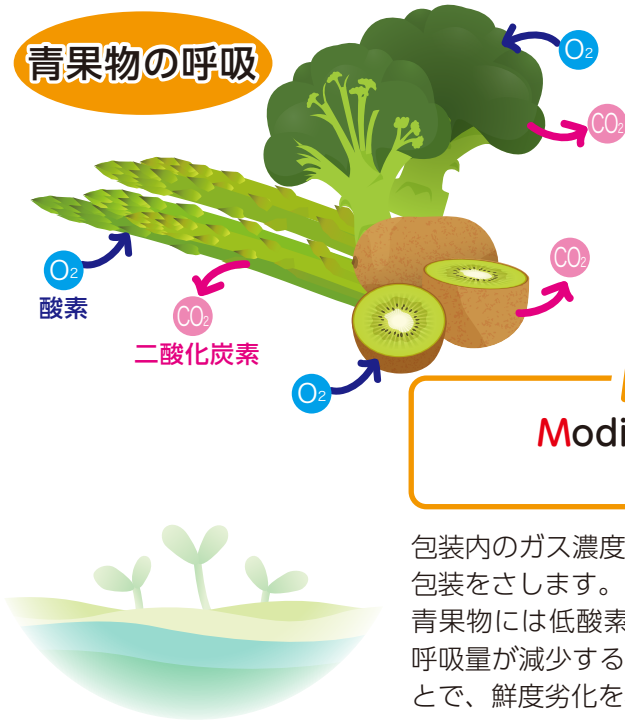 青果物の呼吸
O₂
CO₂
O₂
酸素
CO₂
二酸化炭素
CO₂
O₂
Modi
包装内のガス濃度
包装をさします。
青果物には低酸素
呼吸量が減少する
とで、鮮度劣化を